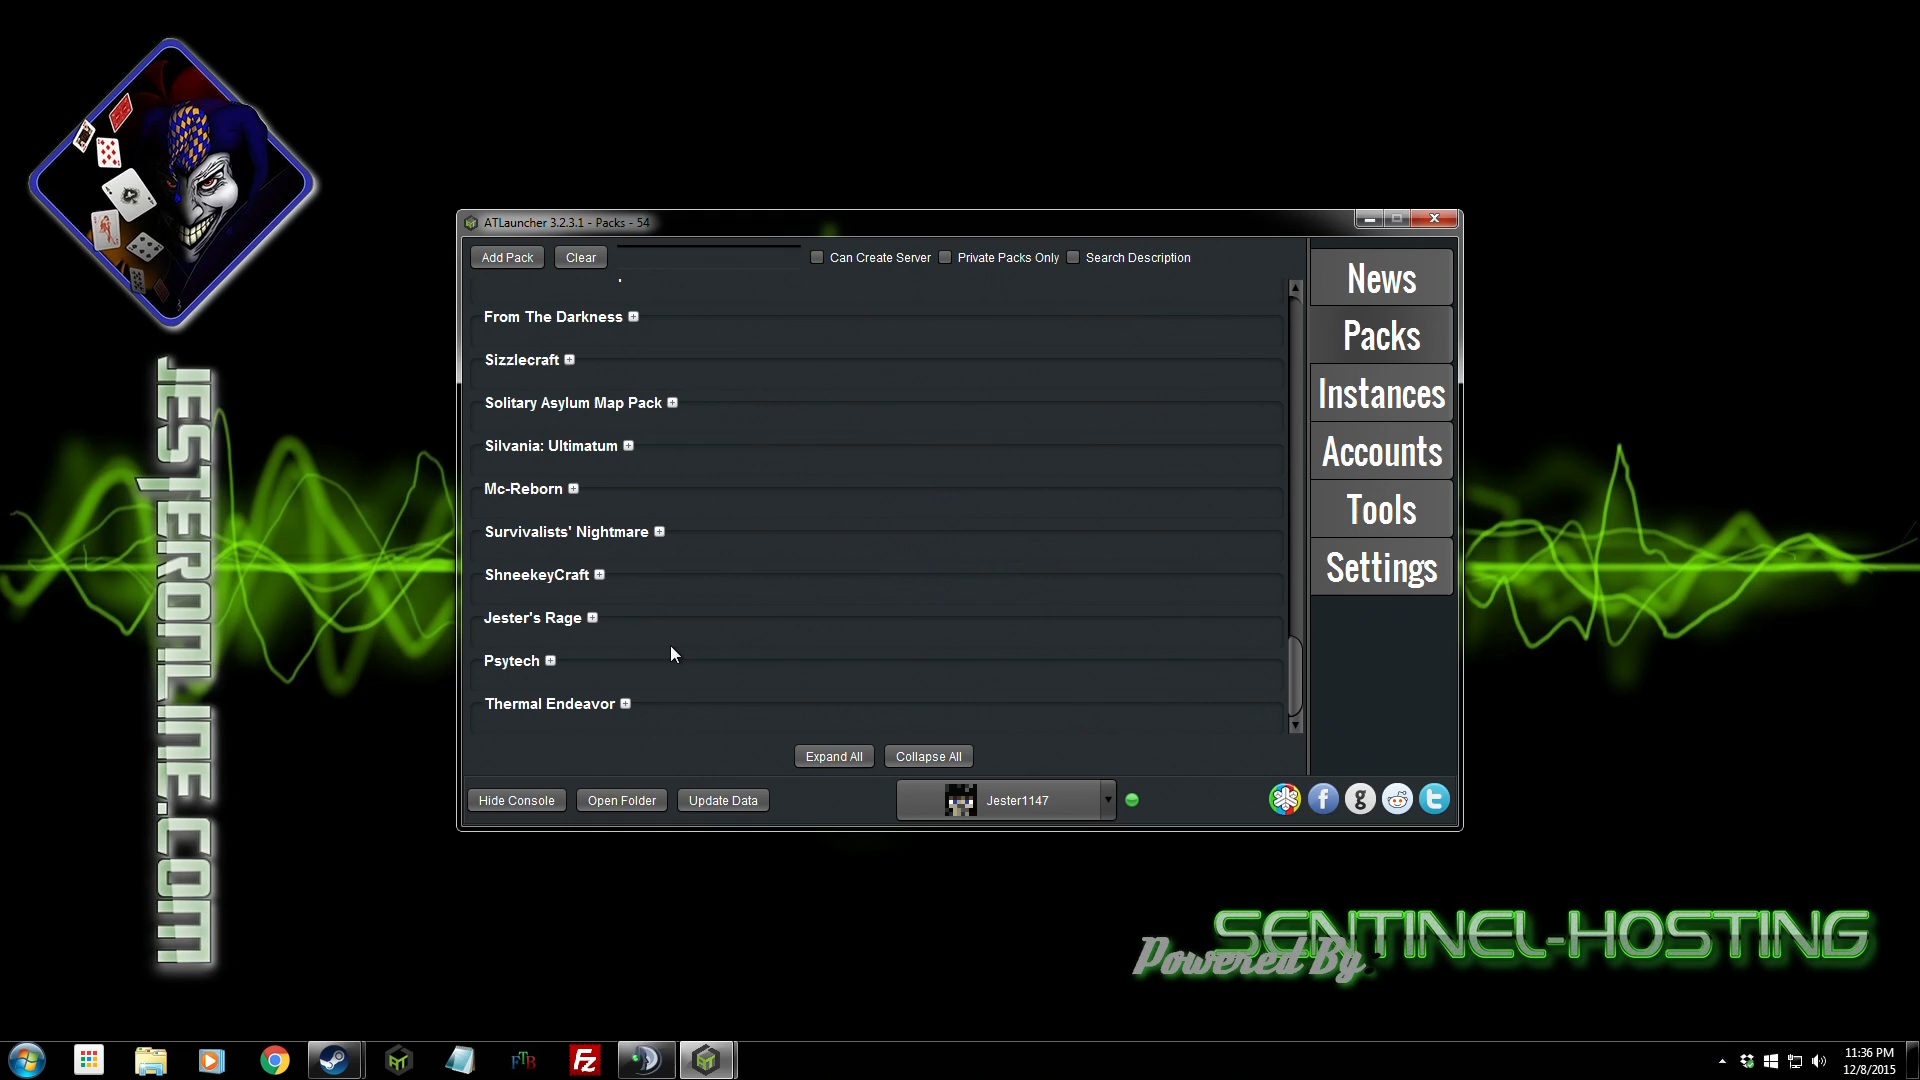 JESTERONLINE.COM
ATLauncher 3.2.3.1 - Packs - 54
Add Pack Clear Can Create Server Private Packs Only Search Description
From The Darkness
Sizzlecraft
Solitary Asylum Map Pack
Silvania: Ultimatum
Mc-Reborn
Survivalists' Nightmare
ShneekeyCraft
Jester's Rage
Psytech
Thermal Endeavor
Expand All Collapse All
Hide Console Open Folder Update Data Jester1147
News
Packs
Instances
Accounts
Tools
Settings
Powered By
SENTINEL-HOSTING
FTB
Fz
11:36 PM
12/8/2015